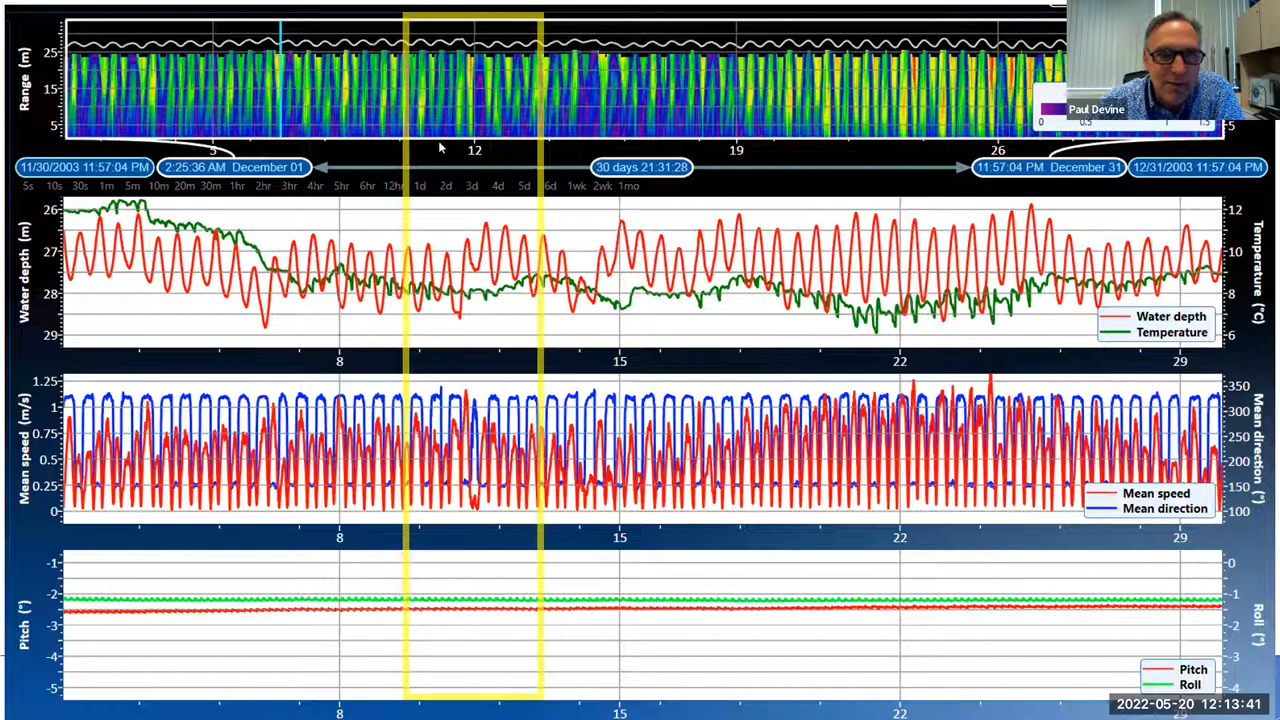 Range (m)
25
15
5
5
12
19
26
Paul Devine
0
0.5
1.5
5
11/30/2003 11:57:04 PM
2:25:36 AM December 01
30 days 21:31:28
11:57:04 PM December 31
12/31/2003 11:57:04 PM
5s 10s 30s 1m 5m 10m 20m 30m 1hr 2hr 3hr 4hr 5hr 6hr 12hr 1d 2d 3d 4d 5d 6d 1wk 2wk 1mo
Water depth (m)
26
27
28
29
12
10
8
6
Temperature (°C)
Water depth
Temperature
8
15
22
29
Mean speed (m/s)
1.25
1
0.75
0.5
0.25
0
350
300
250
200
150
100
Mean direction (°)
Mean speed
Mean direction
8
15
22
29
Pitch (°)
-1
-2
-3
-4
-5
0
-1
-2
-3
-4
Roll (°)
Pitch
Roll
2022-05-20 12:13:41
8
15
22
29